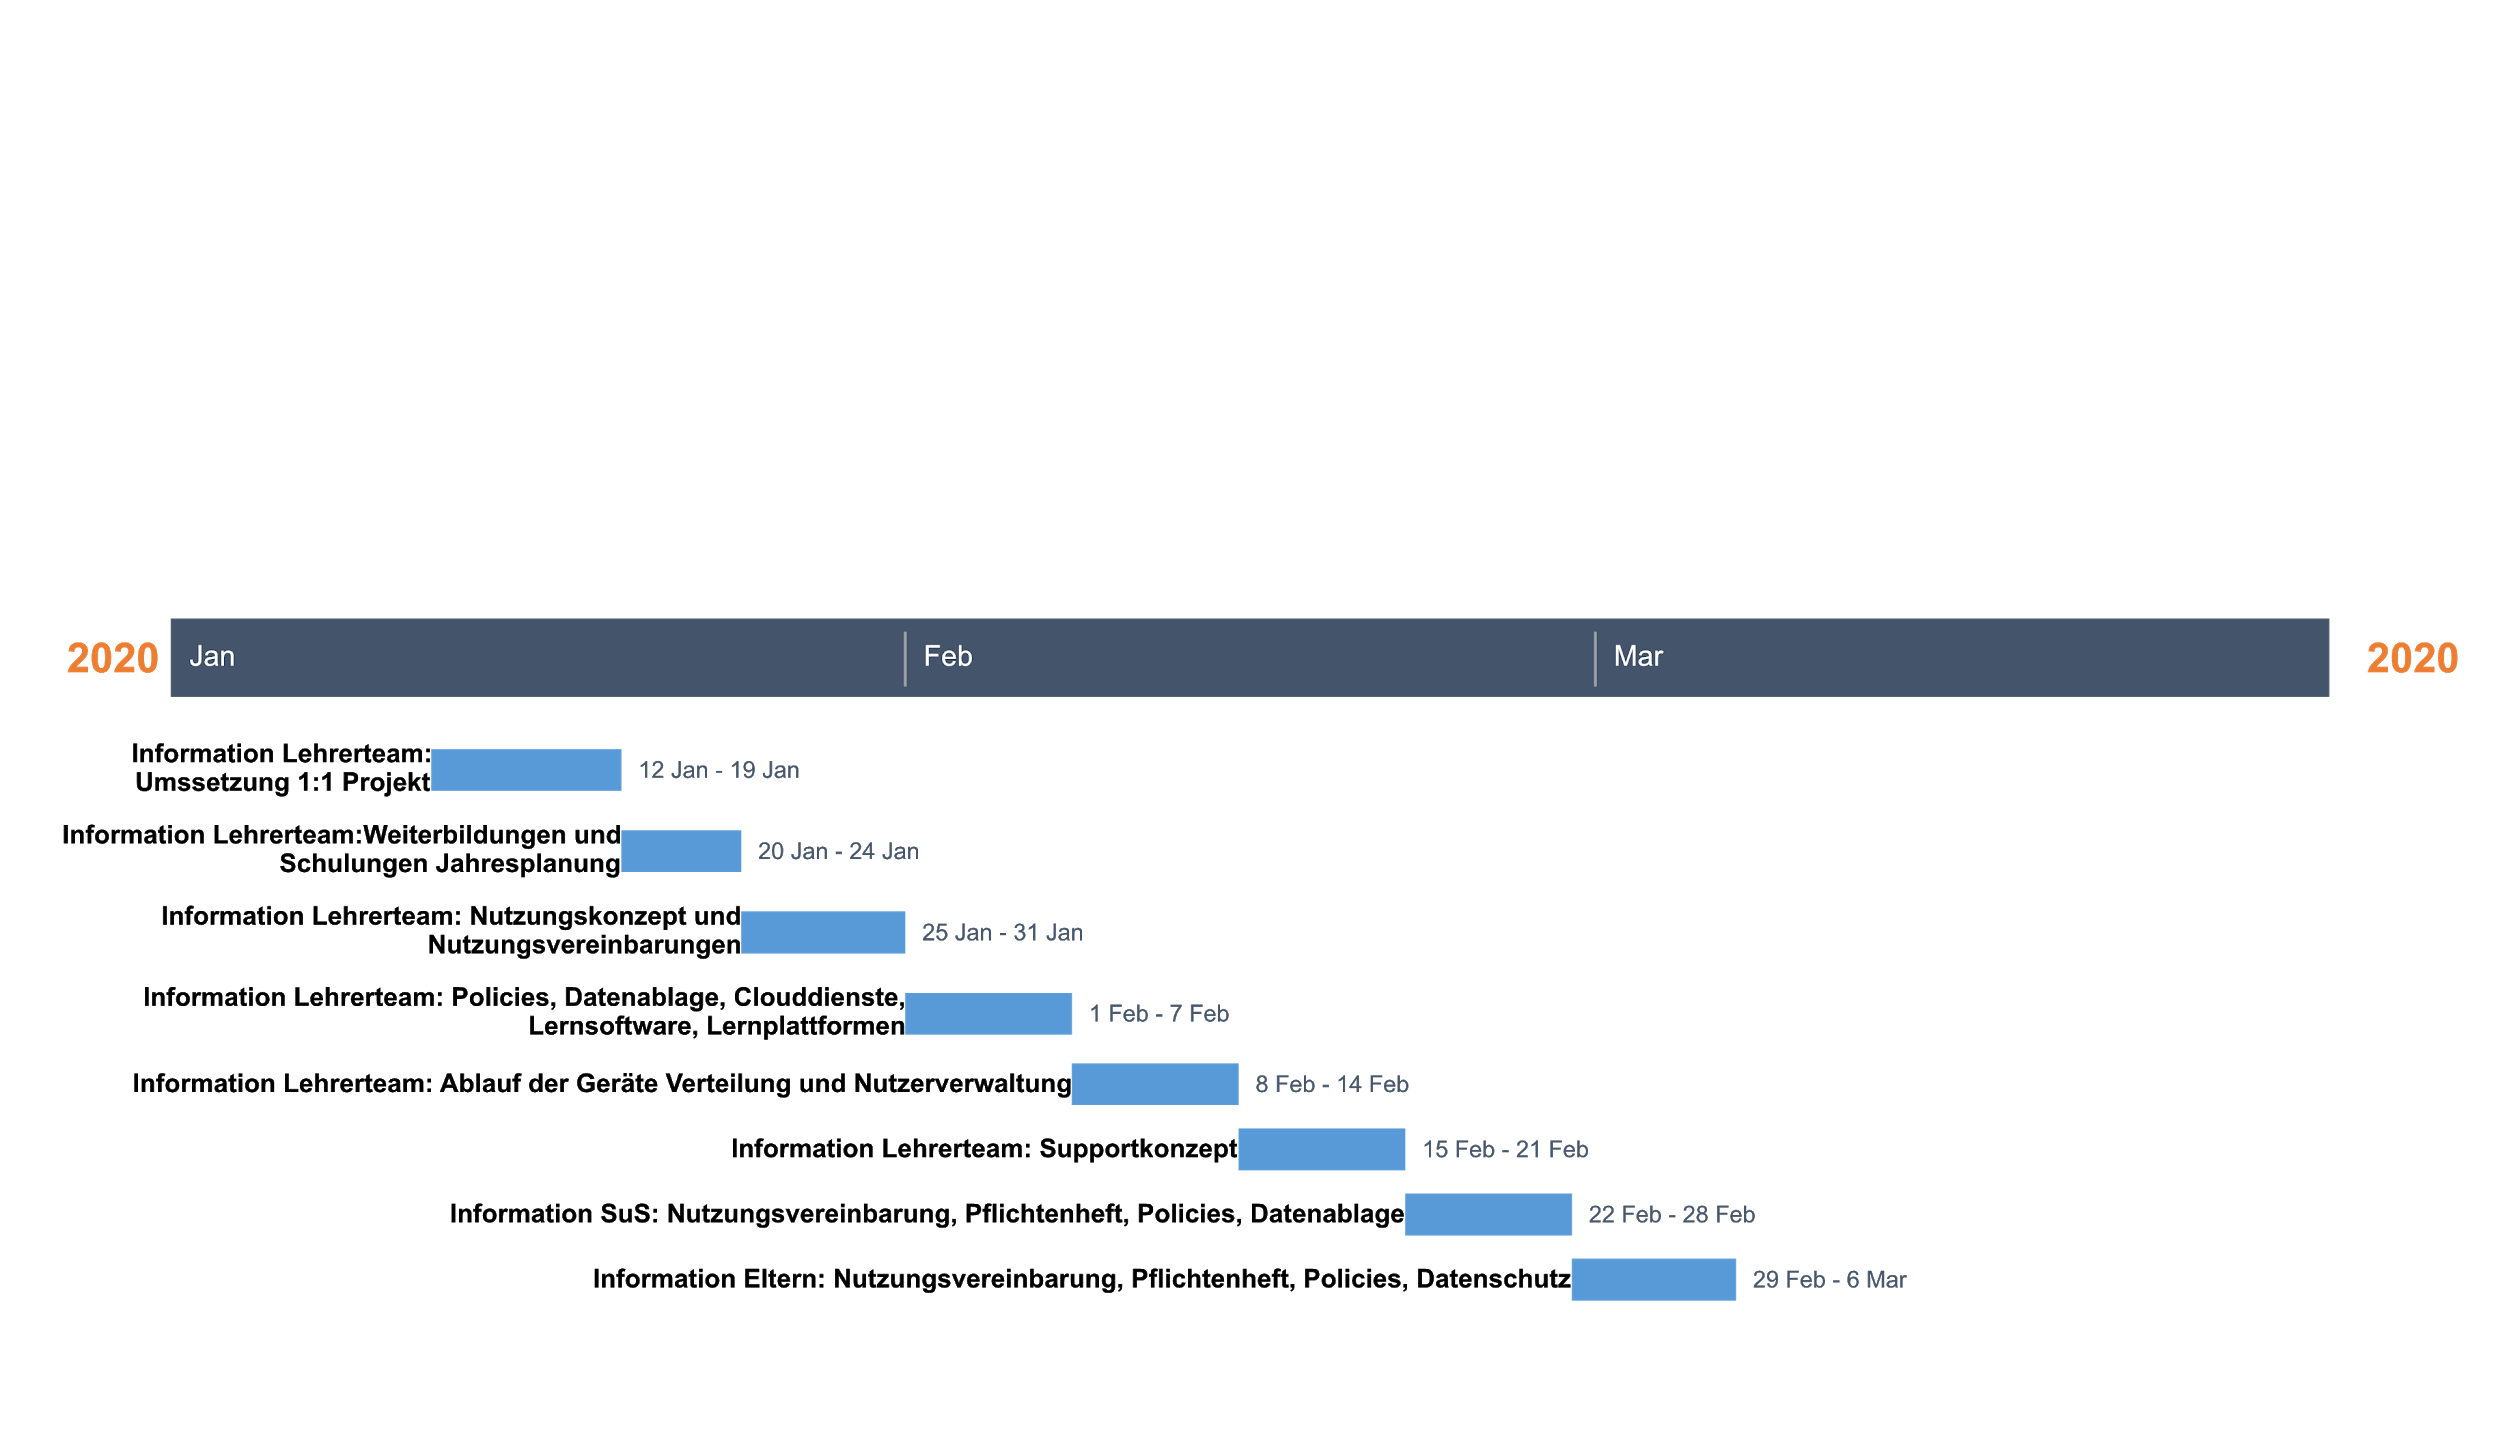 2020
Jan
Feb
Mar
2020
Information Lehrerteam:
Umssetzung 1:1 Projekt
12 Jan - 19 Jan
Information Lehrerteam:Weiterbildungen und
Schulungen Jahresplanung
20 Jan - 24 Jan
Information Lehrerteam: Nutzungskonzept und
Nutzungsvereinbarungen
25 Jan - 31 Jan
Information Lehrerteam: Policies, Datenablage, Clouddienste,
Lernsoftware, Lernplattformen
1 Feb - 7 Feb
Information Lehrerteam: Ablauf der Geräte Verteilung und Nutzerverwaltung
8 Feb - 14 Feb
Information Lehrerteam: Supportkonzept
15 Feb - 21 Feb
Information SuS: Nutzungsvereinbarung, Pflichtenheft, Policies, Datenablage
22 Feb - 28 Feb
Information Eltern: Nutzungsvereinbarung, Pflichtenheft, Policies, Datenschutz
29 Feb - 6 Mar